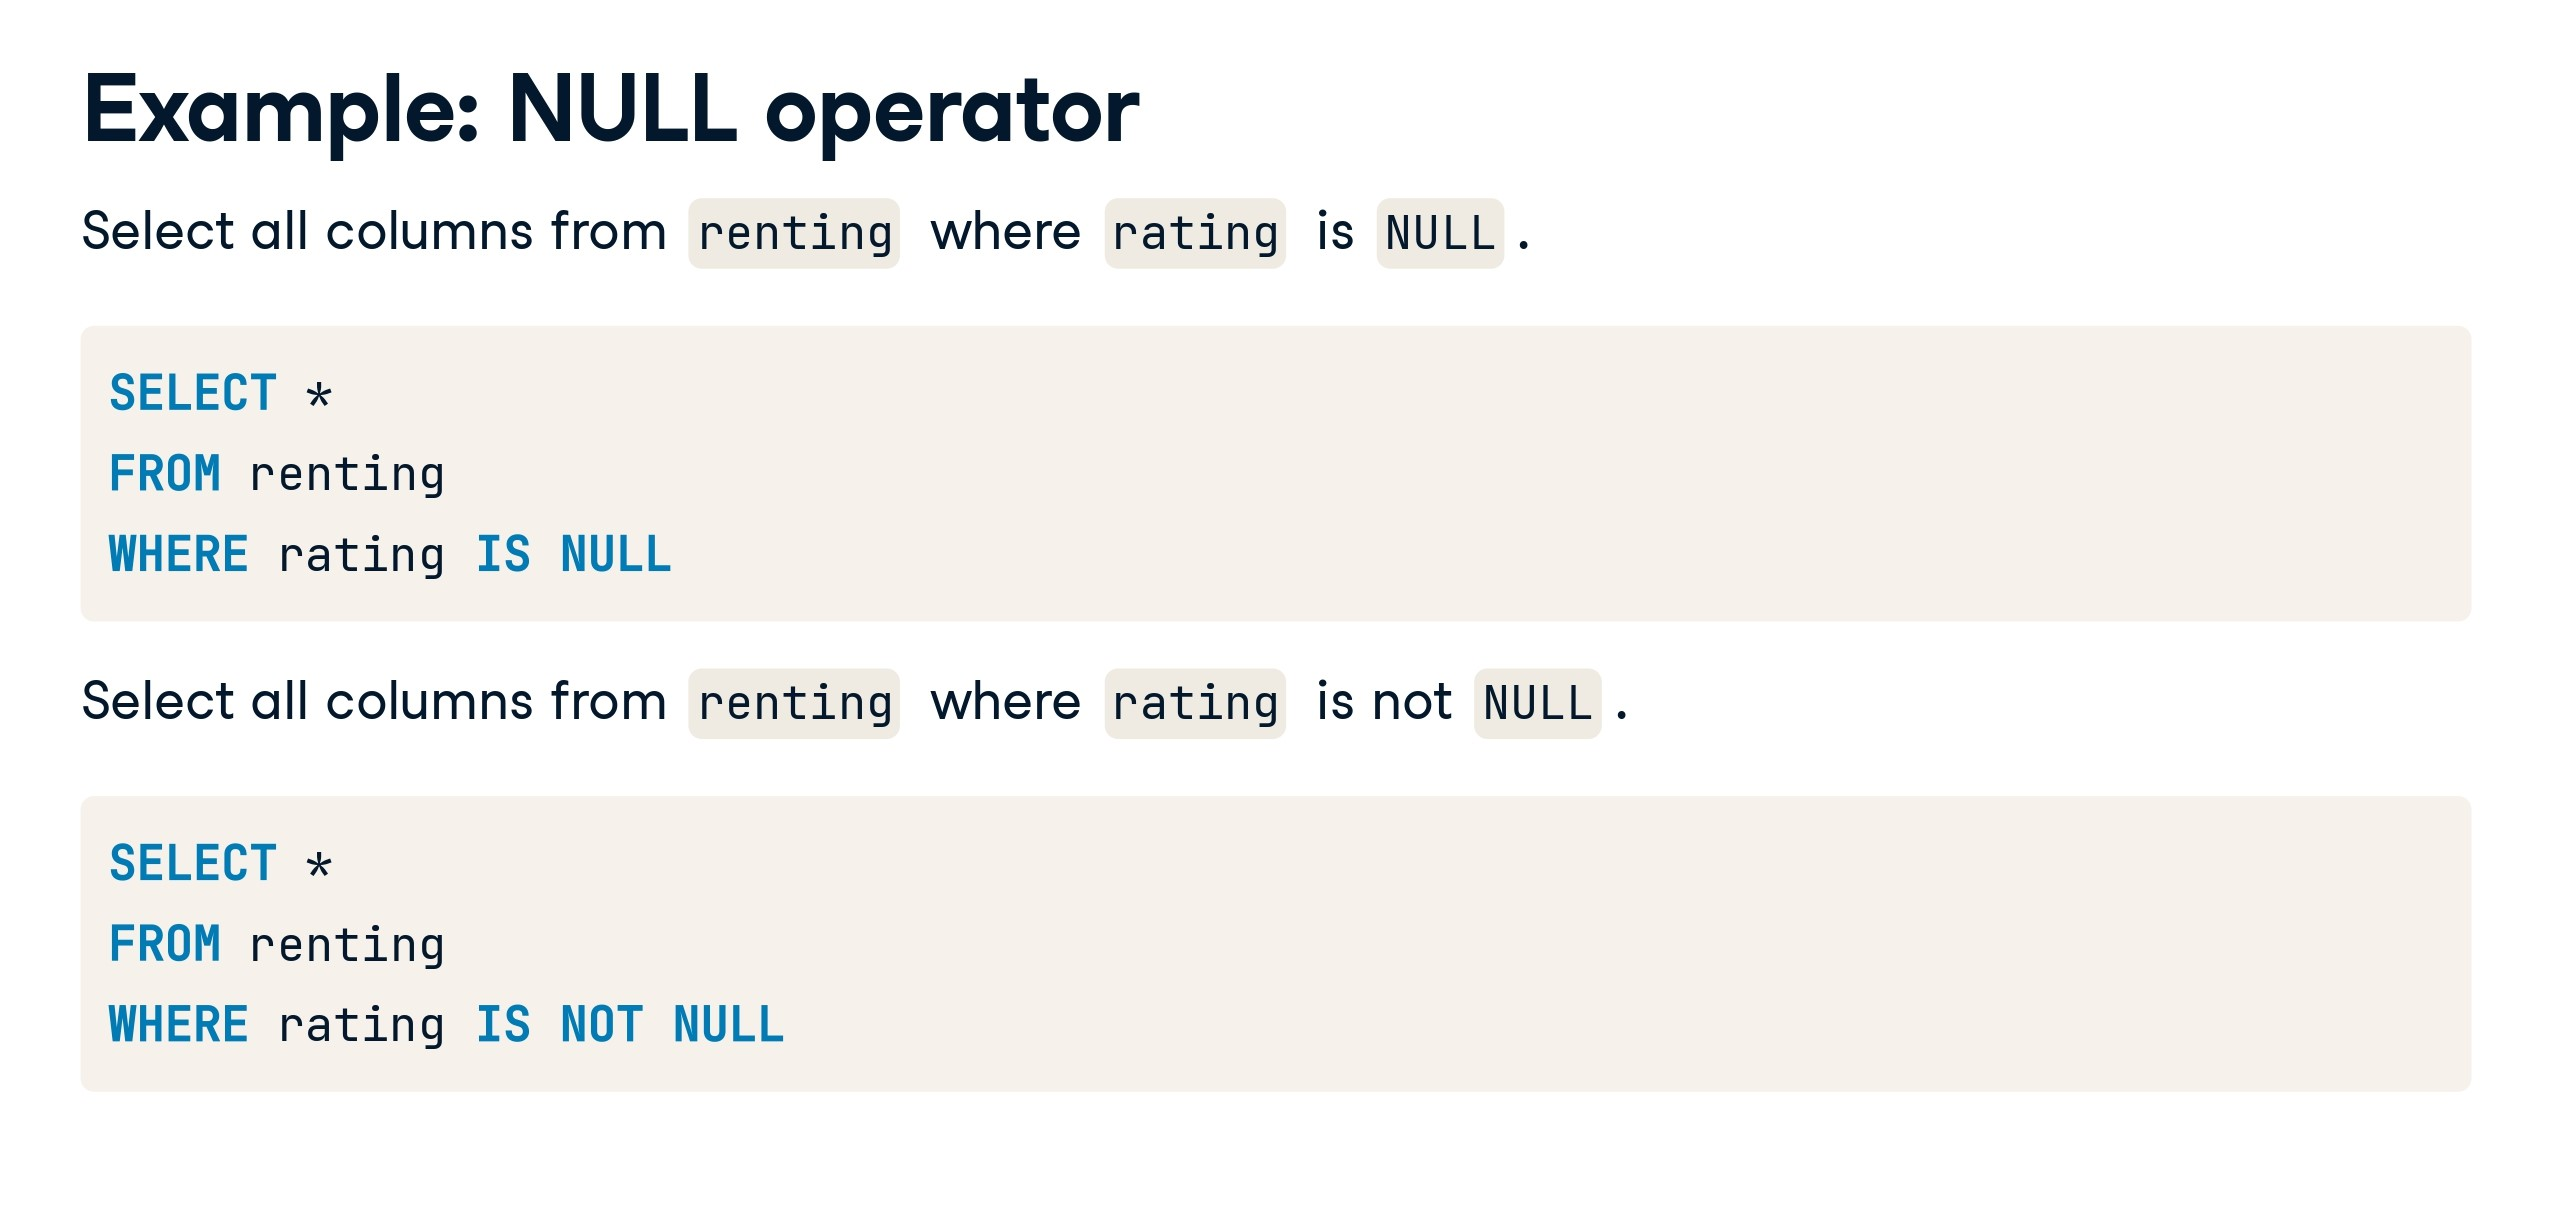 Example: NULL operator
Select all columns from renting where rating is NULL .
SELECT *
FROM renting
WHERE rating IS NULL
Select all columns from renting where rating is not NULL .
SELECT *
FROM renting
WHERE rating IS NOT NULL